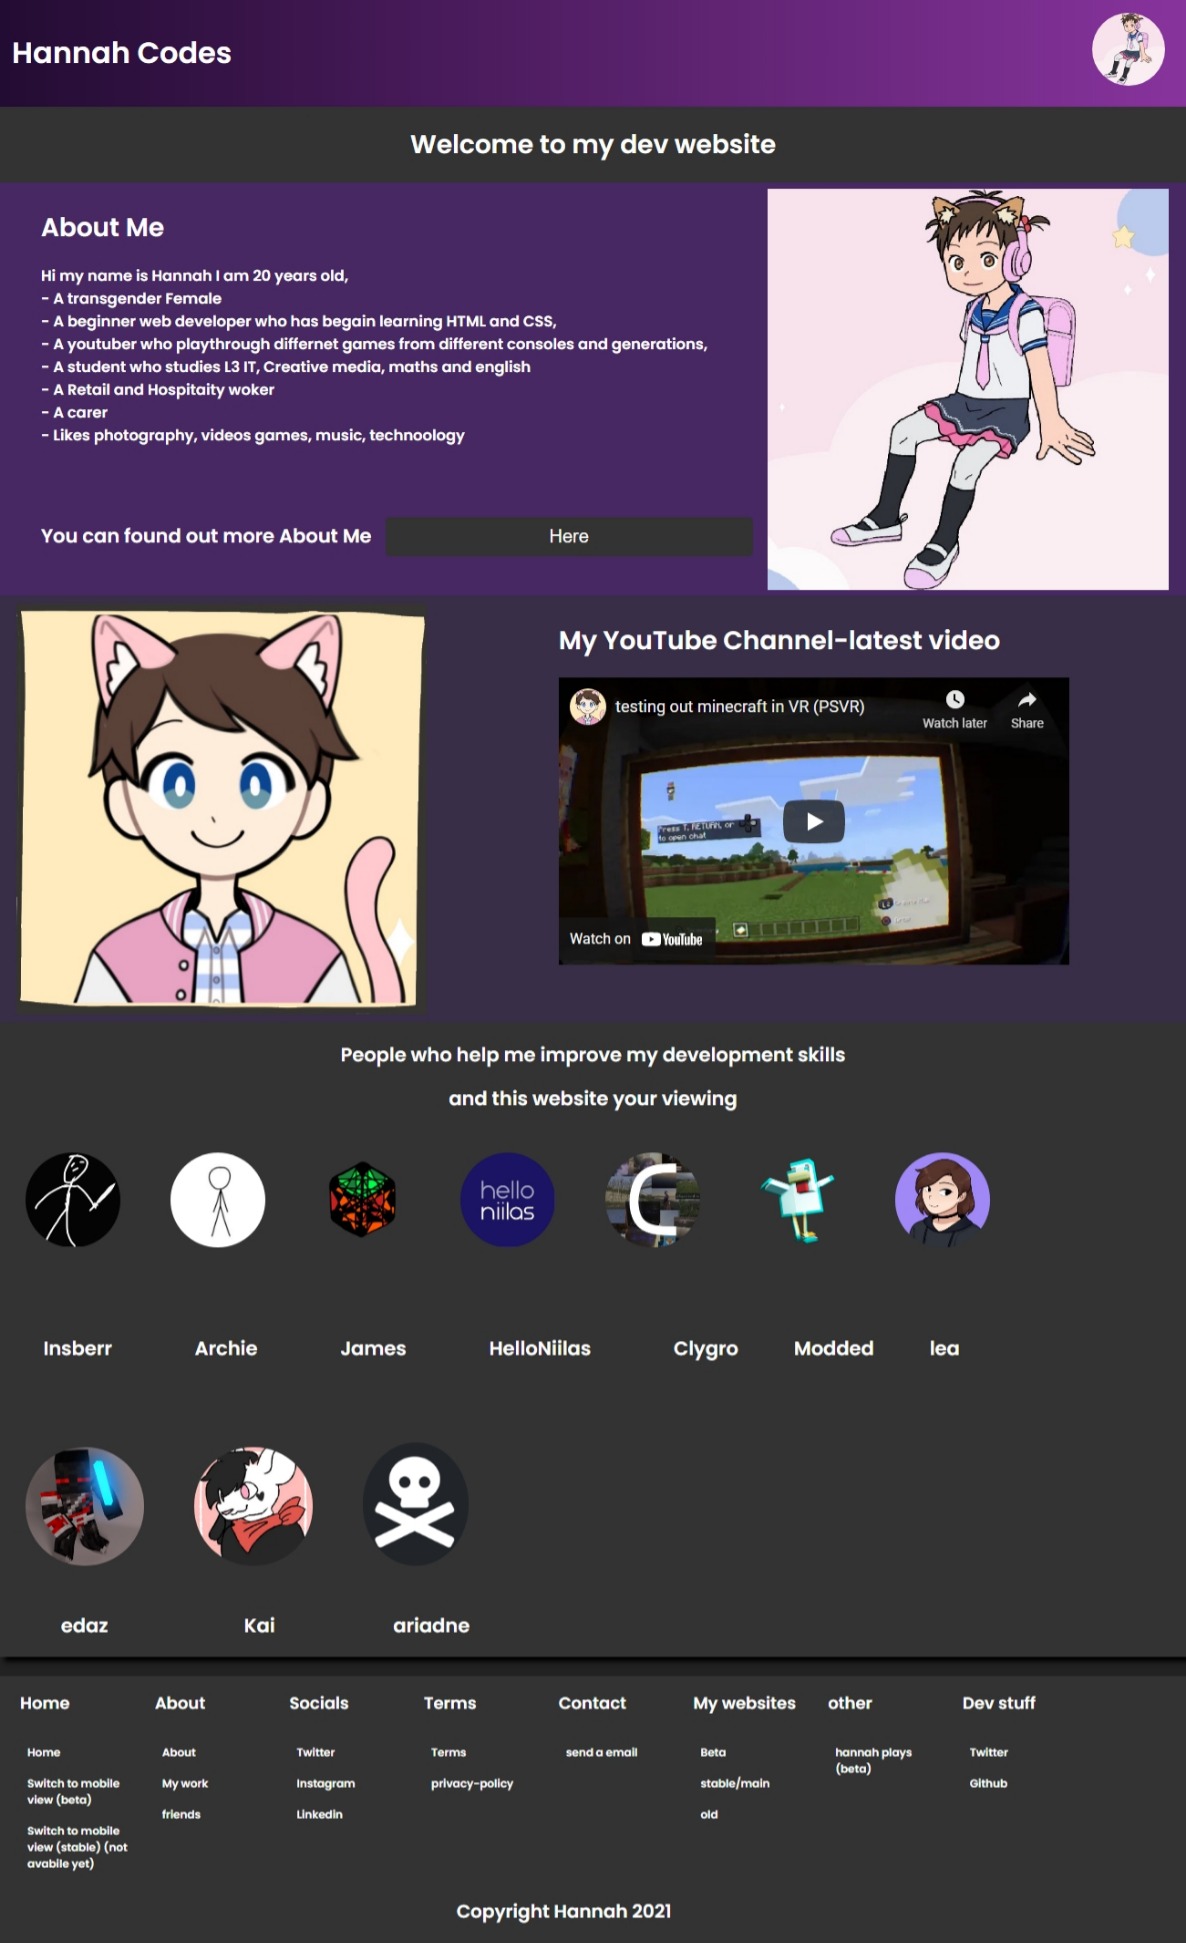 Hannah Codes
Welcome to my dev website
About Me
Hi my name is Hannah I am 20 years old,
- A transgender Female
- A beginner web developer who has begain learning HTML and CSS,
- A youtuber who playthrough differnet games from different consoles and generations,
- A student who studies L3 IT, Creative media, maths and english
- A Retail and Hospitaity woker
- A carer
- Likes photography, videos games, music, technoology
You can found out more About Me
Here
My YouTube Channel-latest video
testing out minecraft in VR (PSVR)
Watch later
Share
Press T, RETURN, or
to open chat
Watch on YouTube
People who help me improve my development skills
and this website your viewing
hello
niilas
C
Insberr
Archie
James
HelloNiilas
Clygro
Modded
lea
edaz
Kai
ariadne
Home
About
Socials
Terms
Contact
My websites
other
Dev stuff
Home
Switch to mobile
view (beta)
Switch to mobile
view (stable) (not
avabile yet)
About
My work
friends
Twitter
Instagram
Linkedin
Terms
privacy-policy
send a email
Beta
stable/main
old
hannah plays
(beta)
Twitter
Github
Copyright Hannah 2021